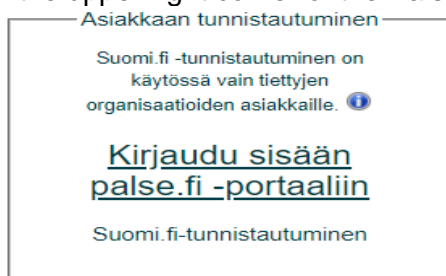 Asiakkaan tunnistautuminen
Suomi.fi -tunnistautuminen on
käytössä vain tiettyjen
organisaatioiden asiakkaille.
Kirjaudu sisään
palse.fi -portaaliin
Suomi.fi-tunnistautuminen